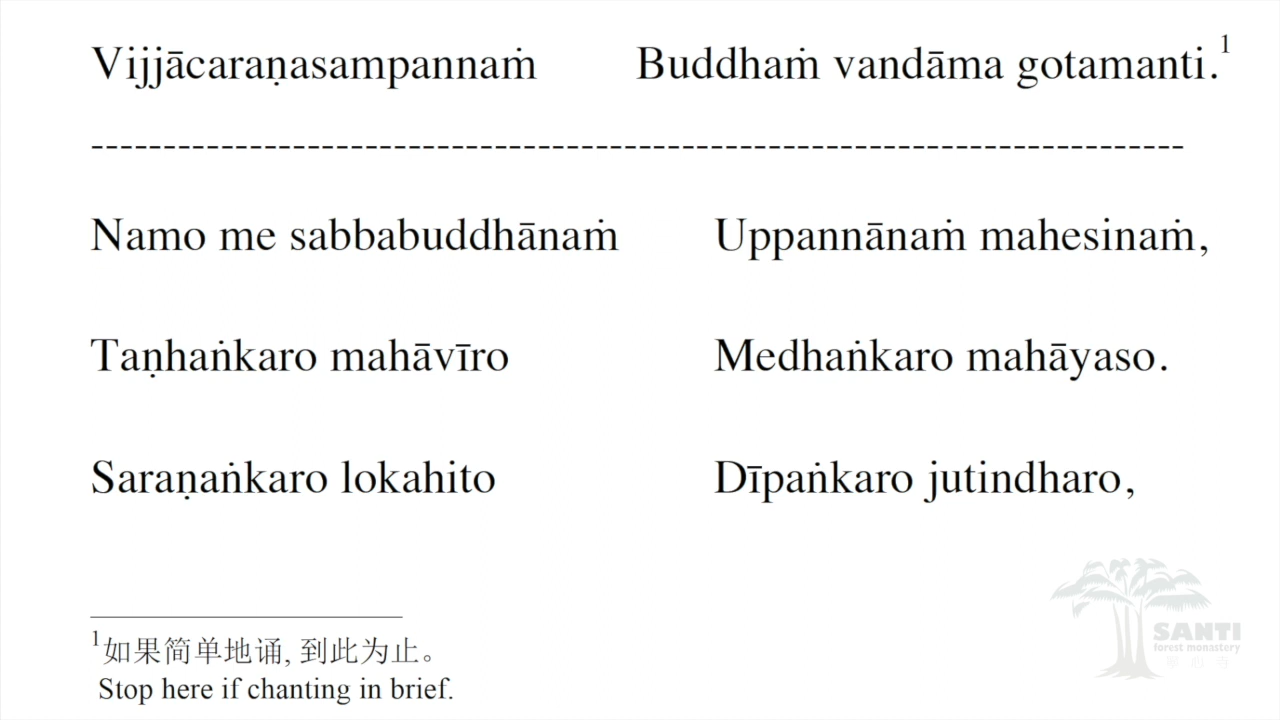 Vijjācaraṇasampannaṁ Buddhaṁ vandāma gotamanti.¹
---------------------------------------------------------------------------
Namo me sabbabuddhānaṁ Uppannānaṁ mahesinaṁ,
Taṇhaṅkaro mahāvīro Medhaṅkaro mahāyaso.
Saraṇaṅkaro lokahito Dīpaṅkaro jutindharo,
¹如果简单地诵, 到此为止。
Stop here if chanting in brief.
SANTI
forest monastery